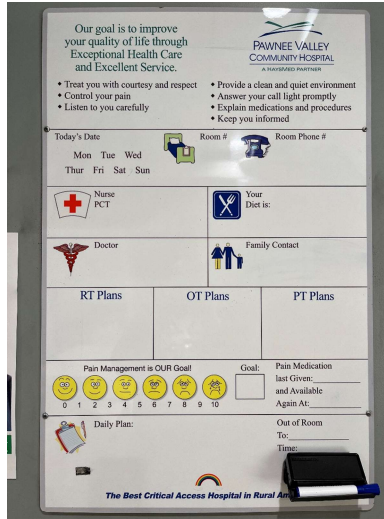 Our goal is to improve
your quality of life through
Exceptional Health Care
and Excellent Service.
PAWNEE VALLEY
COMMUNITY HOSPITAL
A HAYSMED PARTNER
◆ Treat you with courtesy and respect
◆ Control your pain
◆ Listen to you carefully
◆ Provide a clean and quiet environment
◆ Answer your call light promptly
◆ Explain medications and procedures
◆ Keep you informed
Today's Date
Mon Tue Wed
Thur Fri Sat Sun
Room #
Room Phone #
Nurse
PCT
Your
Diet is:
Doctor
Family Contact
RT Plans
OT Plans
PT Plans
Pain Management is OUR Goal!
0 1 2 3 4 5 6 7 8 9 10
Goal:
Pain Medication
last Given:
and Available
Again At:
Daily Plan:
Out of Room
To:
Time:
The Best Critical Access Hospital in Rural